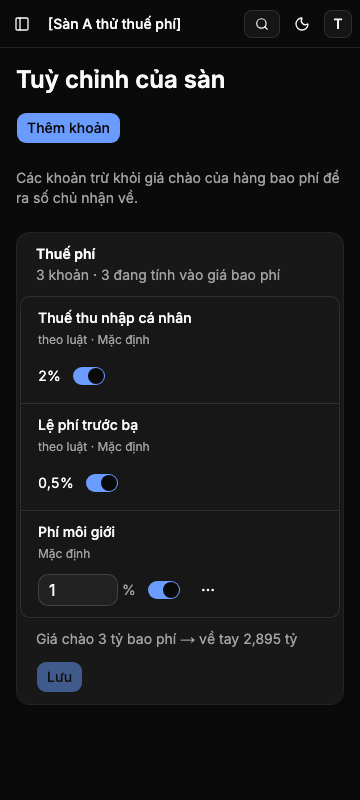 [Sàn A thử thuế phí]
T
Tuỳ chỉnh của sàn
Thêm khoản
Các khoản trừ khỏi giá chào của hàng bao phí để
ra số chủ nhận về.
Thuế phí
3 khoản · 3 đang tính vào giá bao phí
Thuế thu nhập cá nhân
theo luật · Mặc định
2%
Lệ phí trước bạ
theo luật · Mặc định
0,5%
Phí môi giới
Mặc định
1 %
Giá chào 3 tỷ bao phí → về tay 2,895 tỷ
Lưu